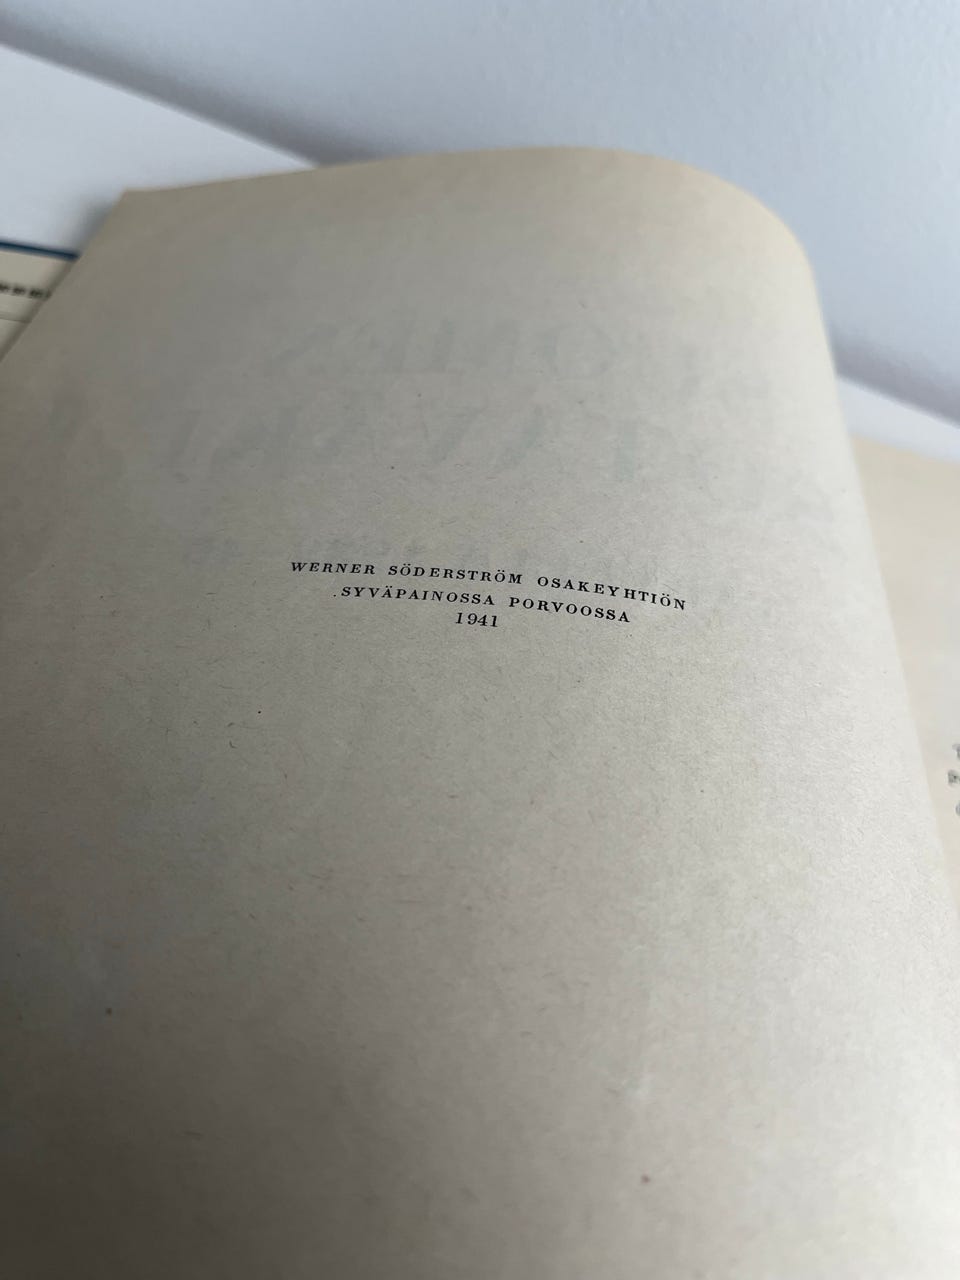 WERNER SÖDERSTRÖM OSAKEYHTIÖN
SYVÄPAINOSSA PORVOOSSA
1941